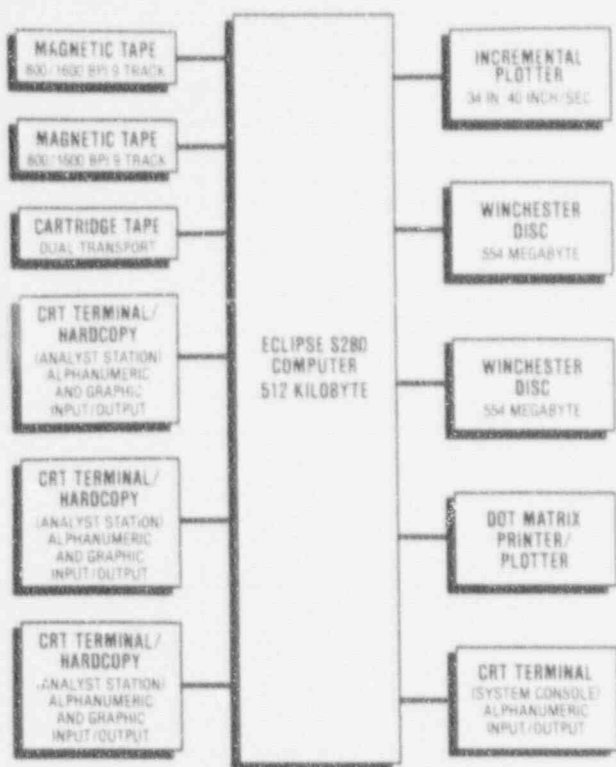 MAGNETIC TAPE
800/1600 BPI 9 TRACK
MAGNETIC TAPE
800/1600 BPI 9 TRACK
CARTRIDGE TAPE
DUAL TRANSPORT
CRT TERMINAL/
HARDCOPY
(ANALYST STATION)
ALPHANUMERIC
AND GRAPHIC
INPUT/OUTPUT
CRT TERMINAL/
HARDCOPY
(ANALYST STATION)
ALPHANUMERIC
AND GRAPHIC
INPUT/OUTPUT
CRT TERMINAL/
HARDCOPY
(ANALYST STATION)
ALPHANUMERIC
AND GRAPHIC
INPUT/OUTPUT
ECLIPSE S280
COMPUTER
512 KILOBYTE
INCREMENTAL
PLOTTER
34 IN. 40 INCH/SEC
WINCHESTER
DISC
554 MEGABYTE
WINCHESTER
DISC
554 MEGABYTE
DOT MATRIX
PRINTER/
PLOTTER
CRT TERMINAL
(SYSTEM CONSOLE)
ALPHANUMERIC
INPUT/OUTPUT